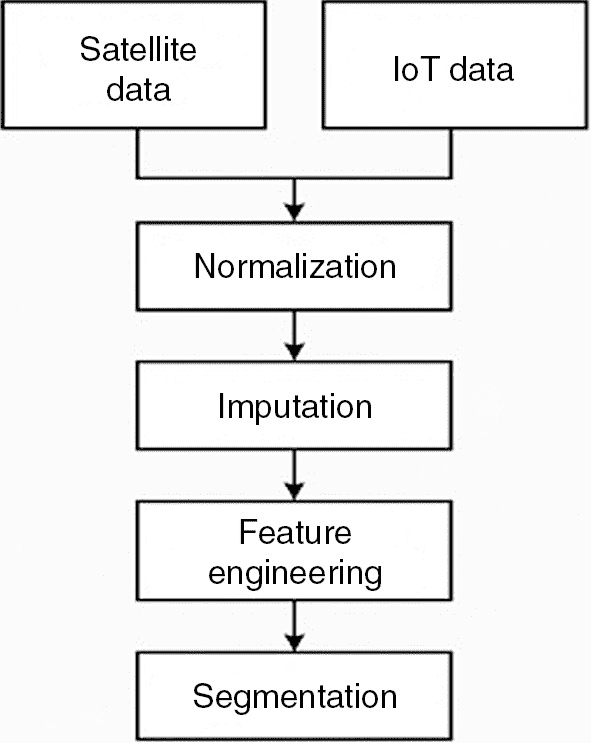 Satellite
data
IoT data
Normalization
Imputation
Feature
engineering
Segmentation